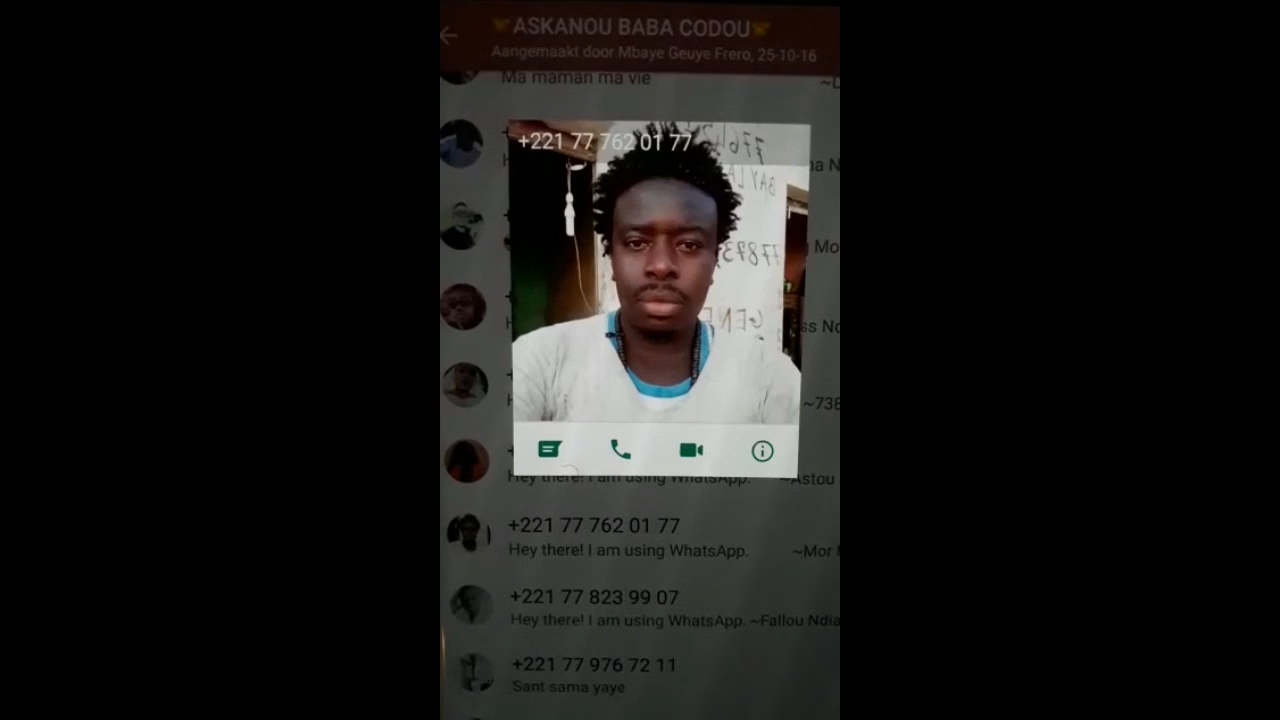 ASKANOU BABA CODOU
Aangemaakt door Mbaye Geuye Frero, 25-10-16
Ma maman ma vie
+221 77 762 01 77
~738
Hey there! I am using WhatsApp. ~Astou
+221 77 762 01 77
Hey there! I am using WhatsApp. ~Mor
+221 77 823 99 07
Hey there! I am using WhatsApp. ~Fallou Ndia
+221 77 976 72 11
Sant sama yaye